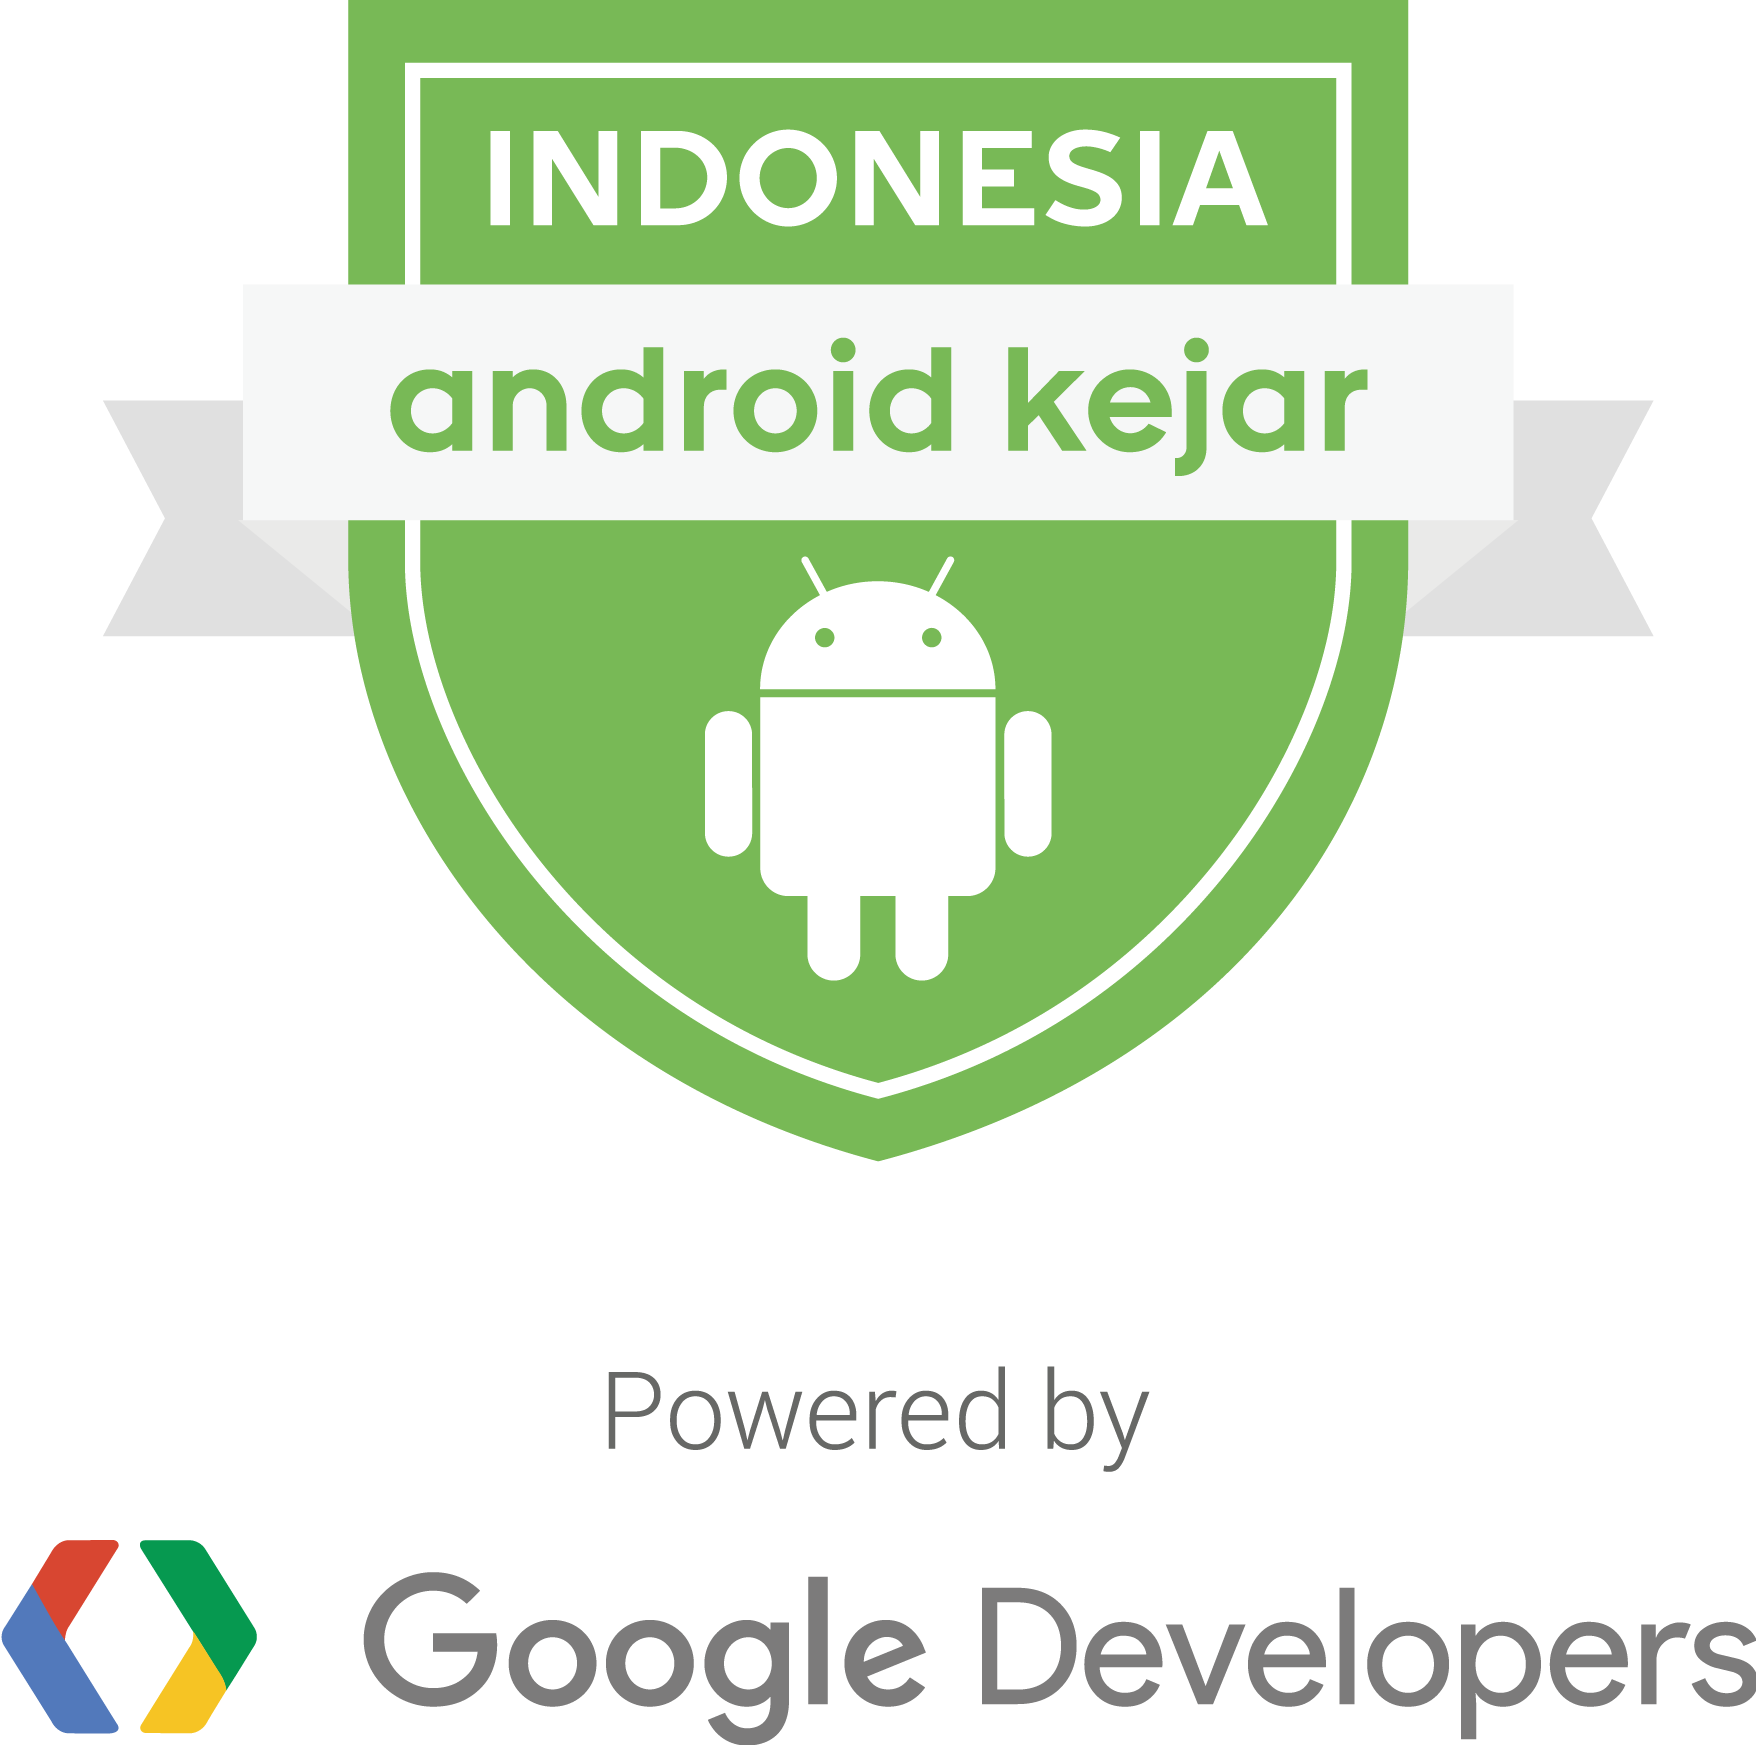 INDONESIA
android kejar
Powered by
Google Developers